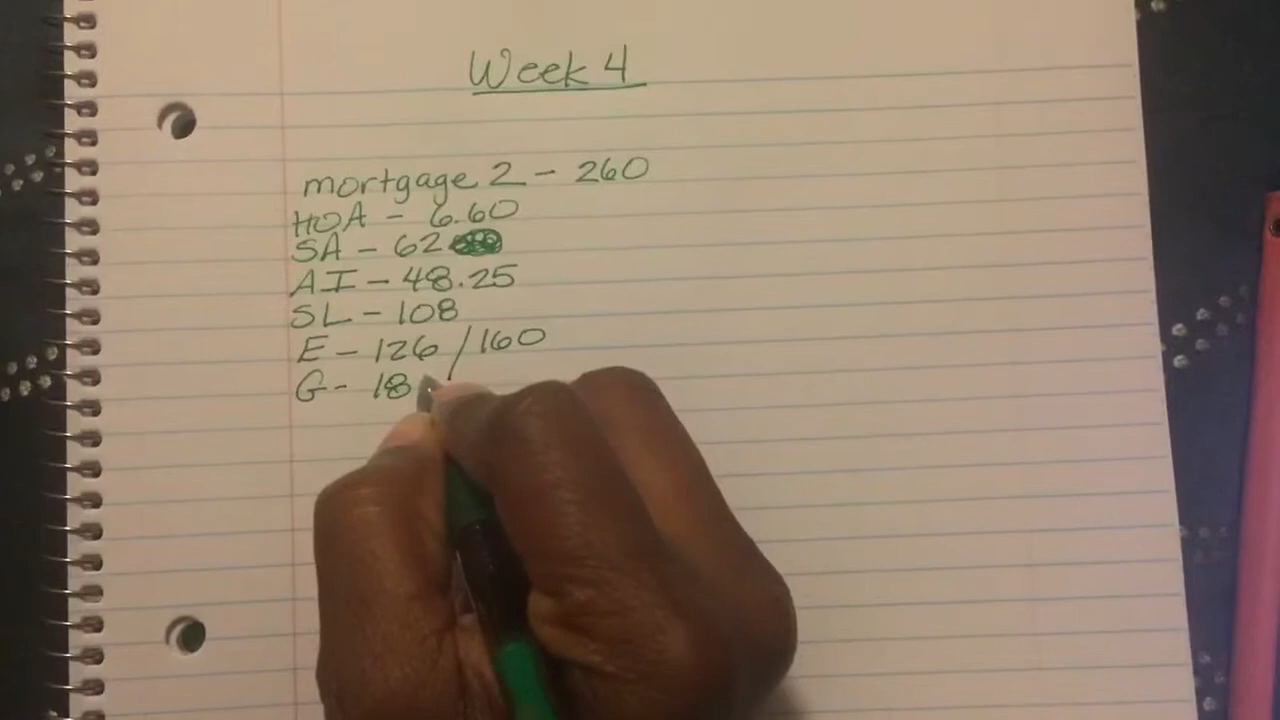 Week 4
mortgage 2 - 260
HOA - 6.60
SA - 62
AI - 48.25
SL - 108
E - 126 / 160
G - 18